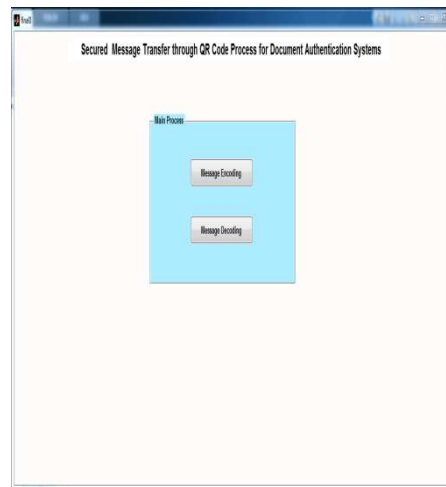 Secured Message Transfer through QR Code Process for Document Authentication Systems
Main Process
Message Encoding
Message Decoding